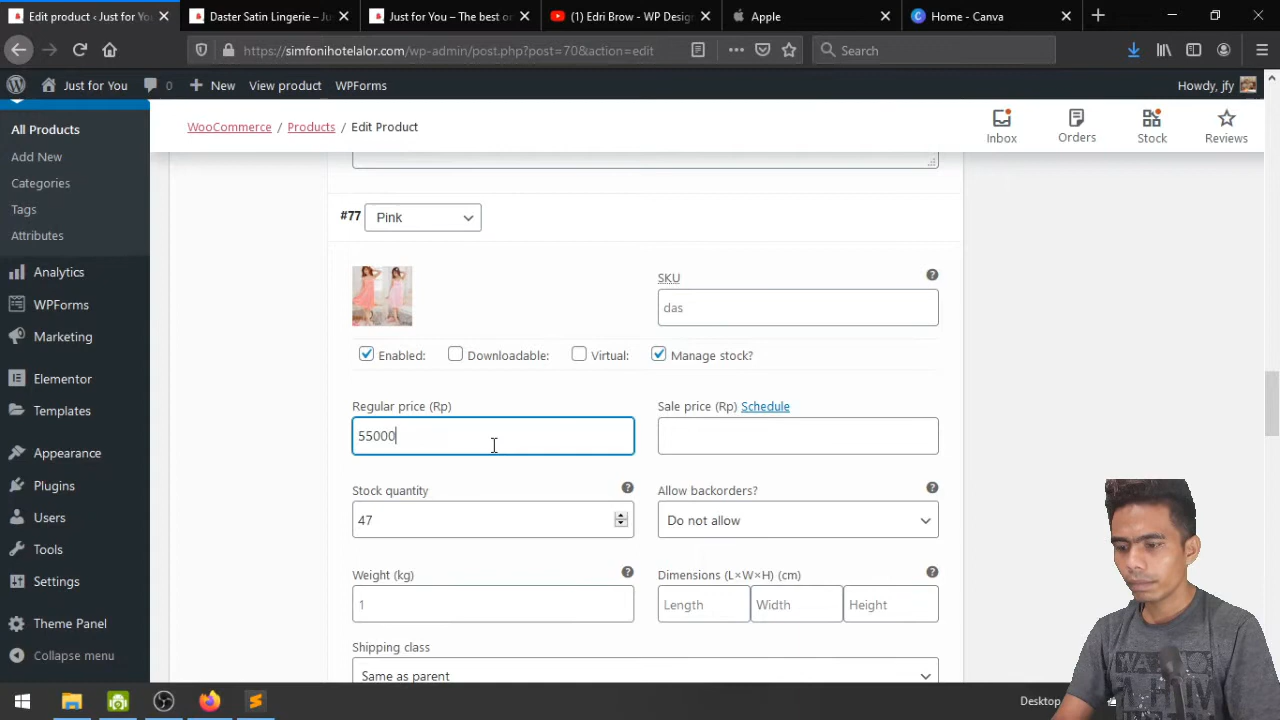 Edit product ‹ Just for You
Daster Satin Lingerie – Jus
Just for You – The best or
(1) Edri Brow - WP Design
Apple
Home - Canva
https://simfonihotelalor.com/wp-admin/post.php?post=70&action=edit
Search
Just for You
0
New
View product
WPForms
Howdy, jfy
All Products
Add New
Categories
Tags
Attributes
Analytics
WPForms
Marketing
Elementor
Templates
Appearance
Plugins
Users
Tools
Settings
Theme Panel
Collapse menu
WooCommerce / Products / Edit Product
Inbox
Orders
Stock
Reviews
#77 Pink
SKU
das
Enabled: Downloadable: Virtual: Manage stock?
Regular price (Rp)
55000
Sale price (Rp) Schedule
Stock quantity
47
Allow backorders?
Do not allow
Weight (kg)
1
Dimensions (L×W×H) (cm)
Length
Width
Height
Shipping class
Same as parent
Desktop